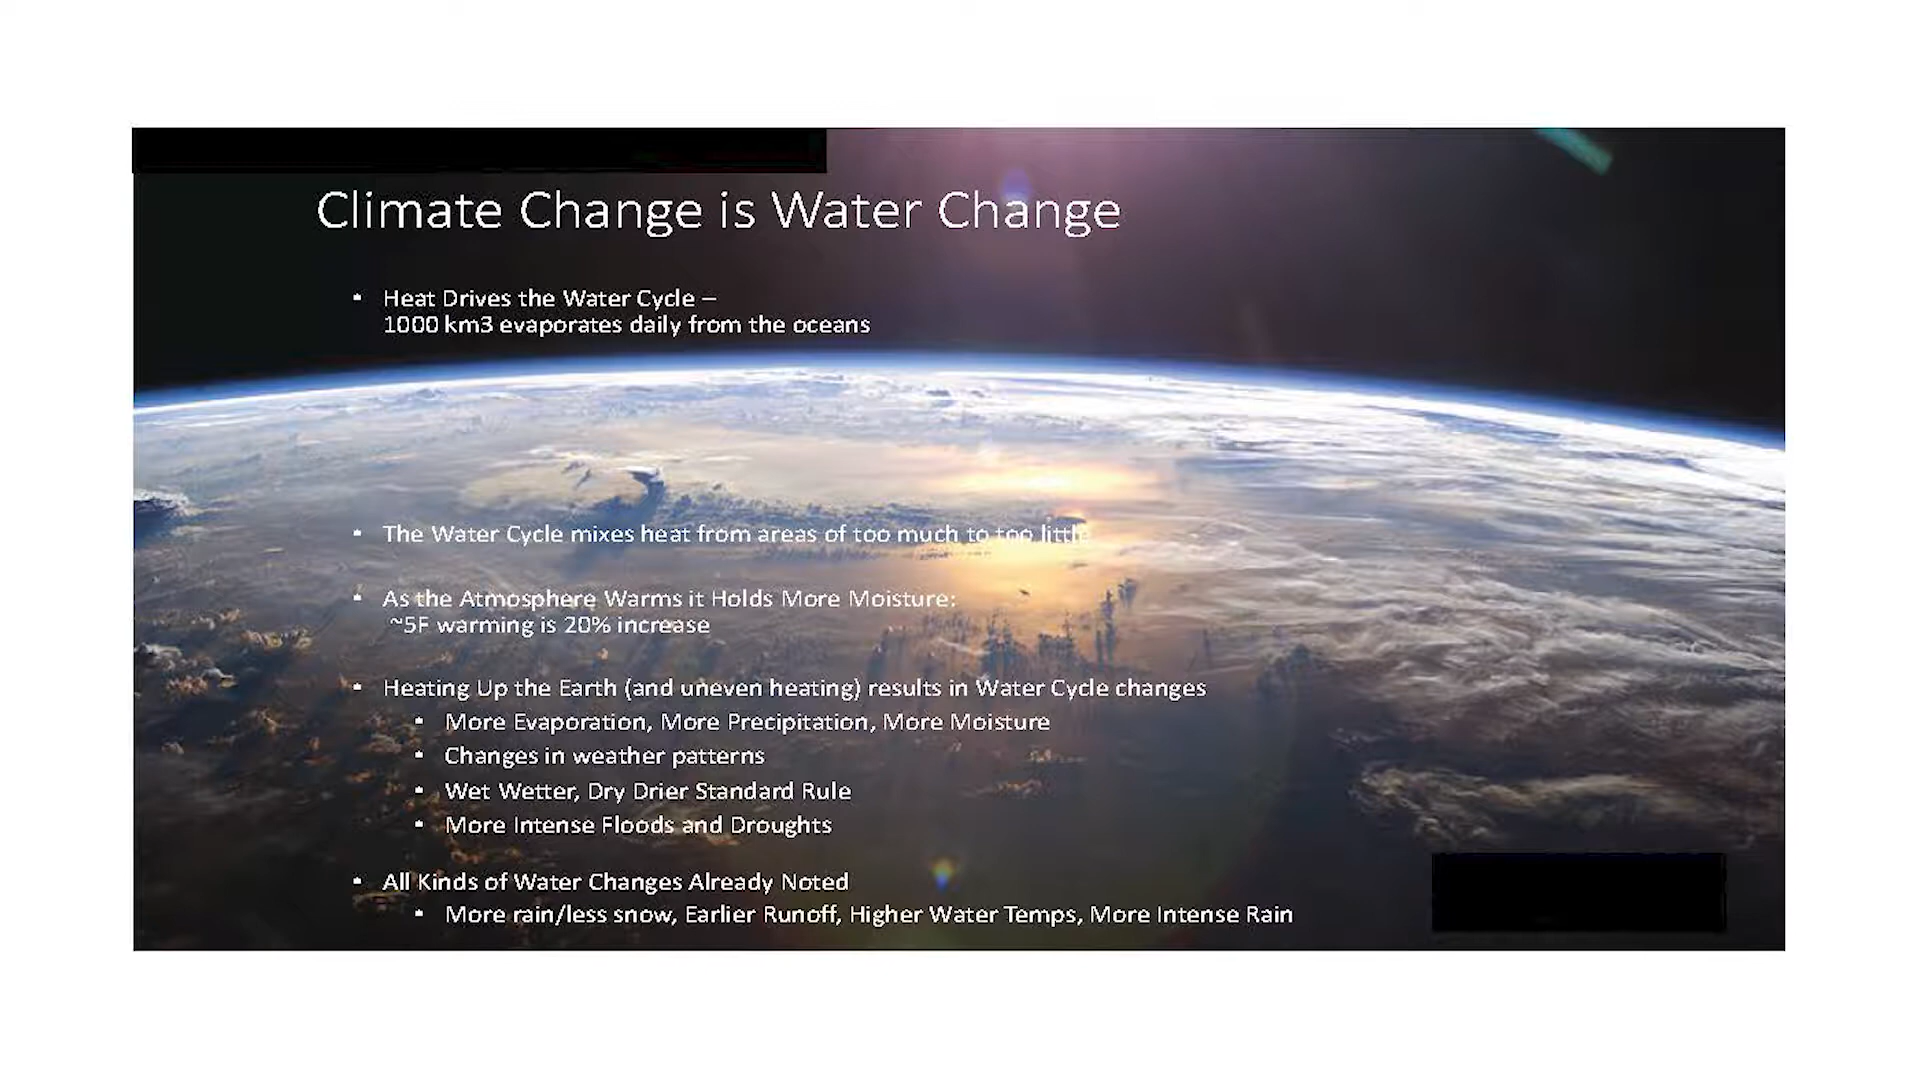 Climate Change is Water Change
Heat Drives the Water Cycle –
1000 km3 evaporates daily from the oceans
The Water Cycle mixes heat from areas of too much to too little
As the Atmosphere Warms it Holds More Moisture:
~5F warming is 20% increase
Heating Up the Earth (and uneven heating) results in Water Cycle changes
More Evaporation, More Precipitation, More Moisture
Changes in weather patterns
Wet Wetter, Dry Drier Standard Rule
More Intense Floods and Droughts
All Kinds of Water Changes Already Noted
More rain/less snow, Earlier Runoff, Higher Water Temps, More Intense Rain